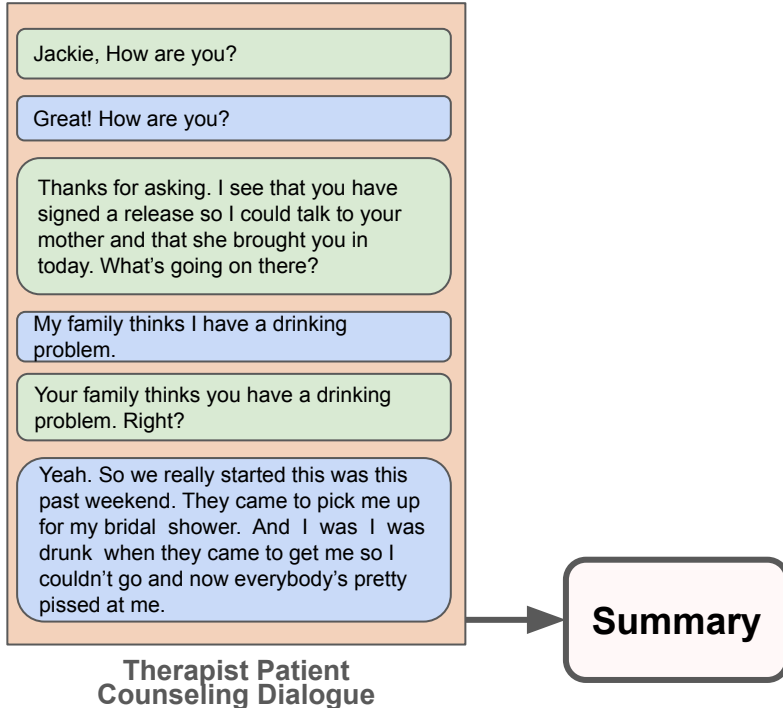 Jackie, How are you?
Great! How are you?
Thanks for asking. I see that you have
signed a release so I could talk to your
mother and that she brought you in
today. What’s going on there?
My family thinks I have a drinking
problem.
Your family thinks you have a drinking
problem. Right?
Yeah. So we really started this was this
past weekend. They came to pick me up
for my bridal shower. And I was I was
drunk when they came to get me so I
couldn’t go and now everybody’s pretty
pissed at me.
Summary
Therapist Patient
Counseling Dialogue